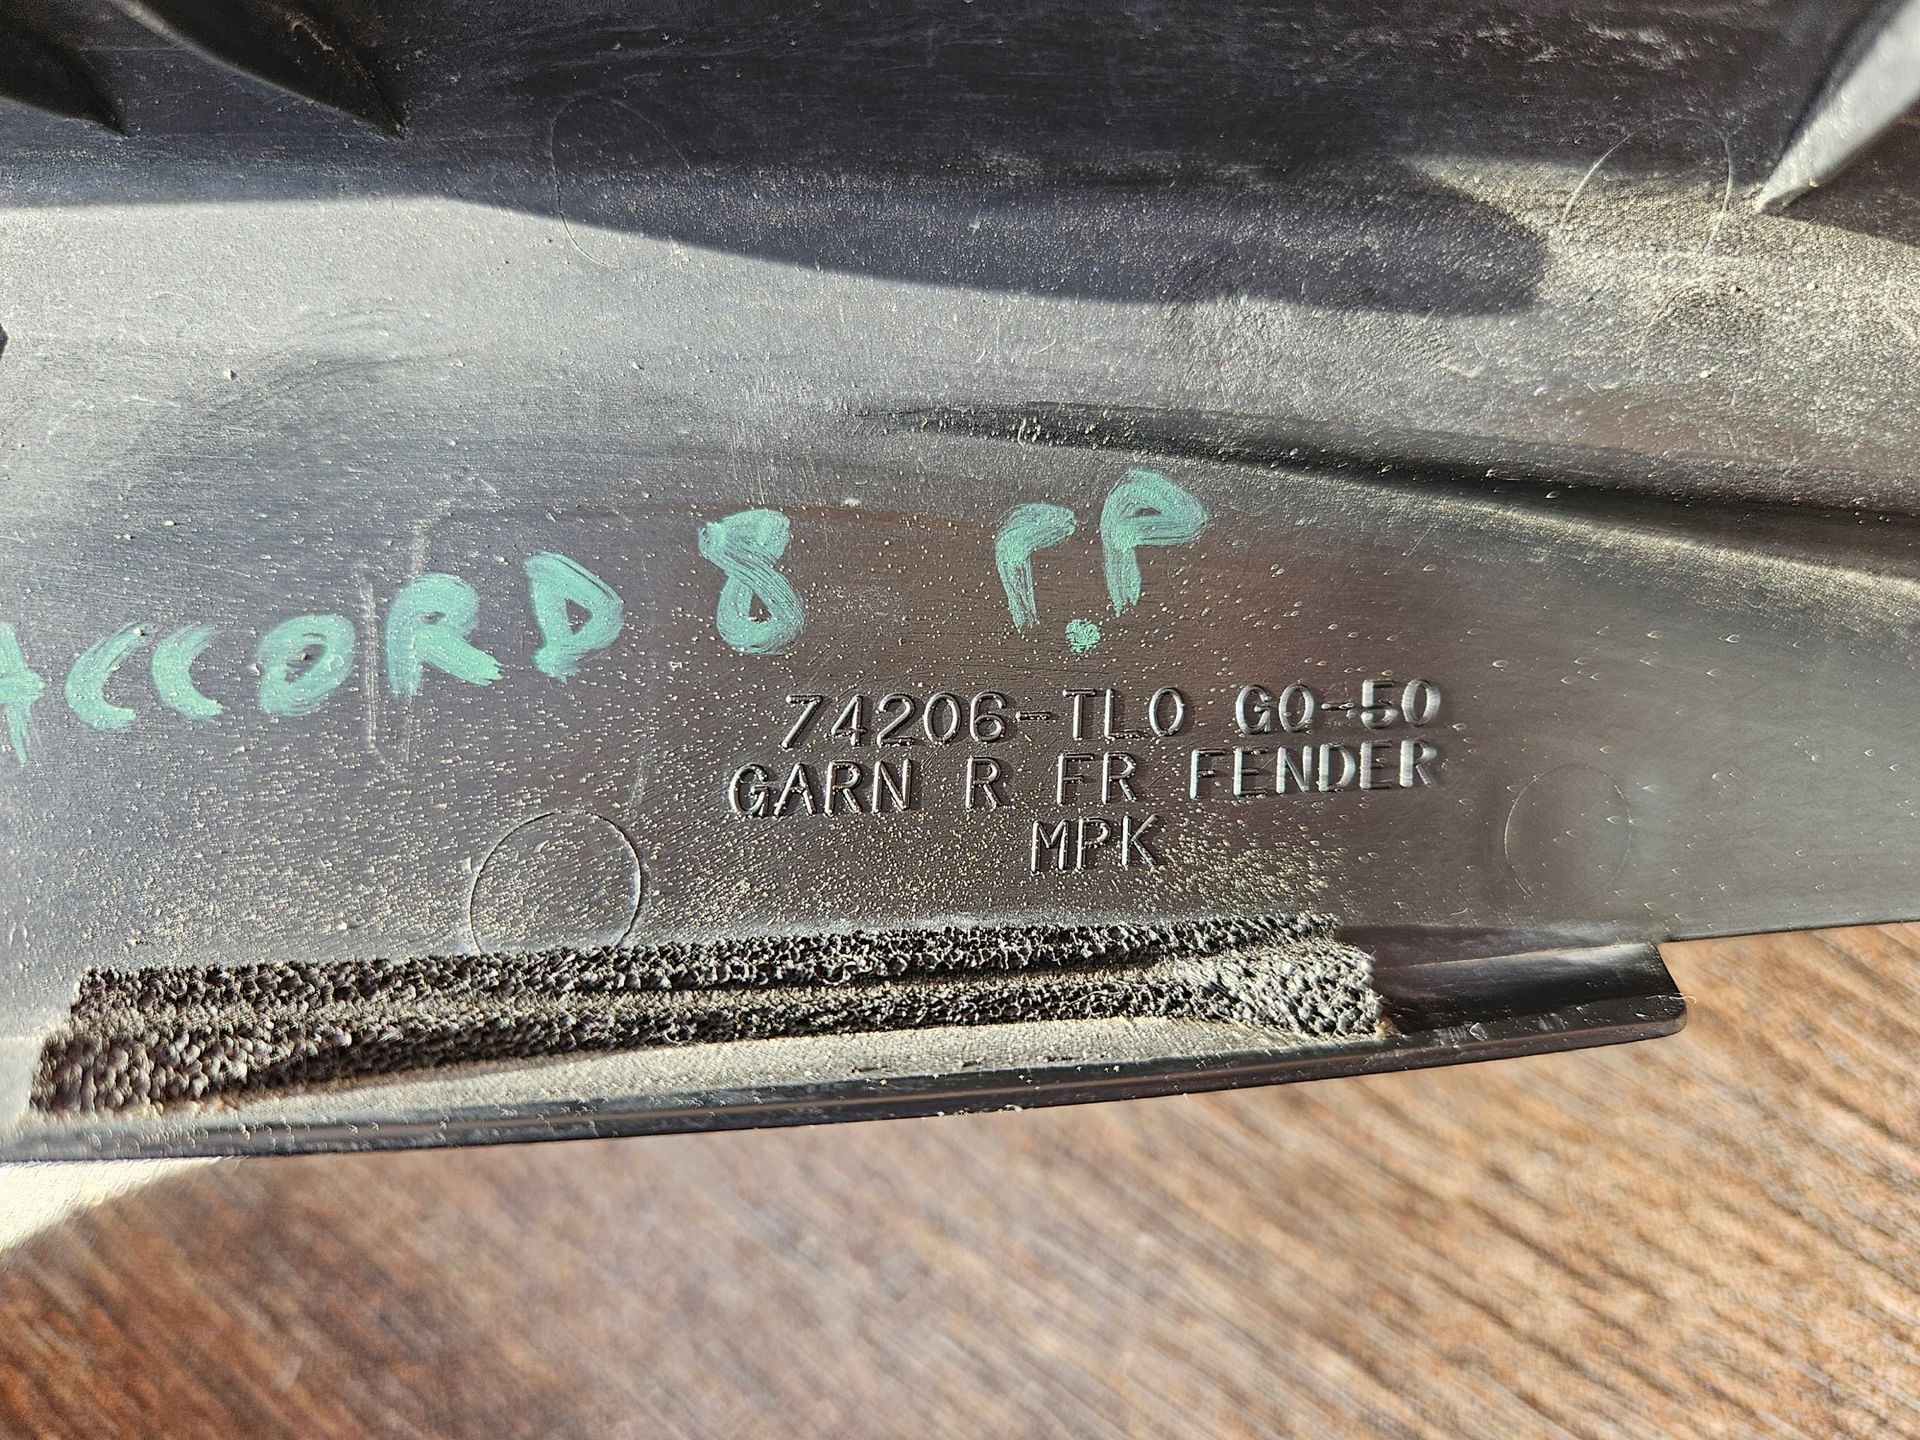 ACCORD 8 г.Р
74206-TL0 G0-50
GARN R FR FENDER
MPK